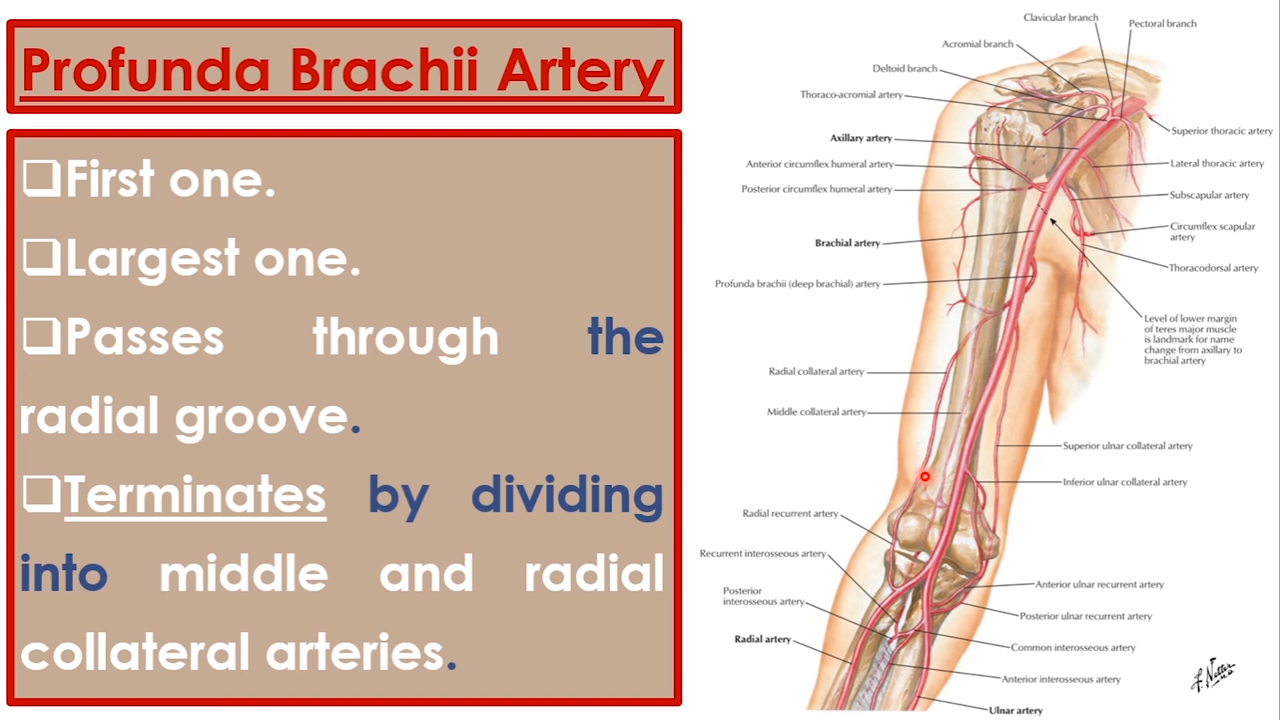 Profunda Brachii Artery
❑First one.
❑Largest one.
❑Passes through the
radial groove.
❑Terminates by dividing
into middle and radial
collateral arteries.
Clavicular branch
Pectoral branch
Acromial branch
Deltoid branch
Thoraco-acromial artery
Axillary artery
Anterior circumflex humeral artery
Posterior circumflex humeral artery
Brachial artery
Profunda brachii (deep brachial) artery
Radial collateral artery
Middle collateral artery
Radial recurrent artery
Recurrent interosseous artery
Posterior
interosseous artery
Radial artery
Superior thoracic artery
Lateral thoracic artery
Subscapular artery
Circumflex scapular
artery
Thoracodorsal artery
Level of lower margin
of teres major muscle
is landmark for name
change from axillary to
brachial artery
Superior ulnar collateral artery
Inferior ulnar collateral artery
Anterior ulnar recurrent artery
Posterior ulnar recurrent artery
Common interosseous artery
Anterior interosseous artery
Ulnar artery
F. Netter
M.D.